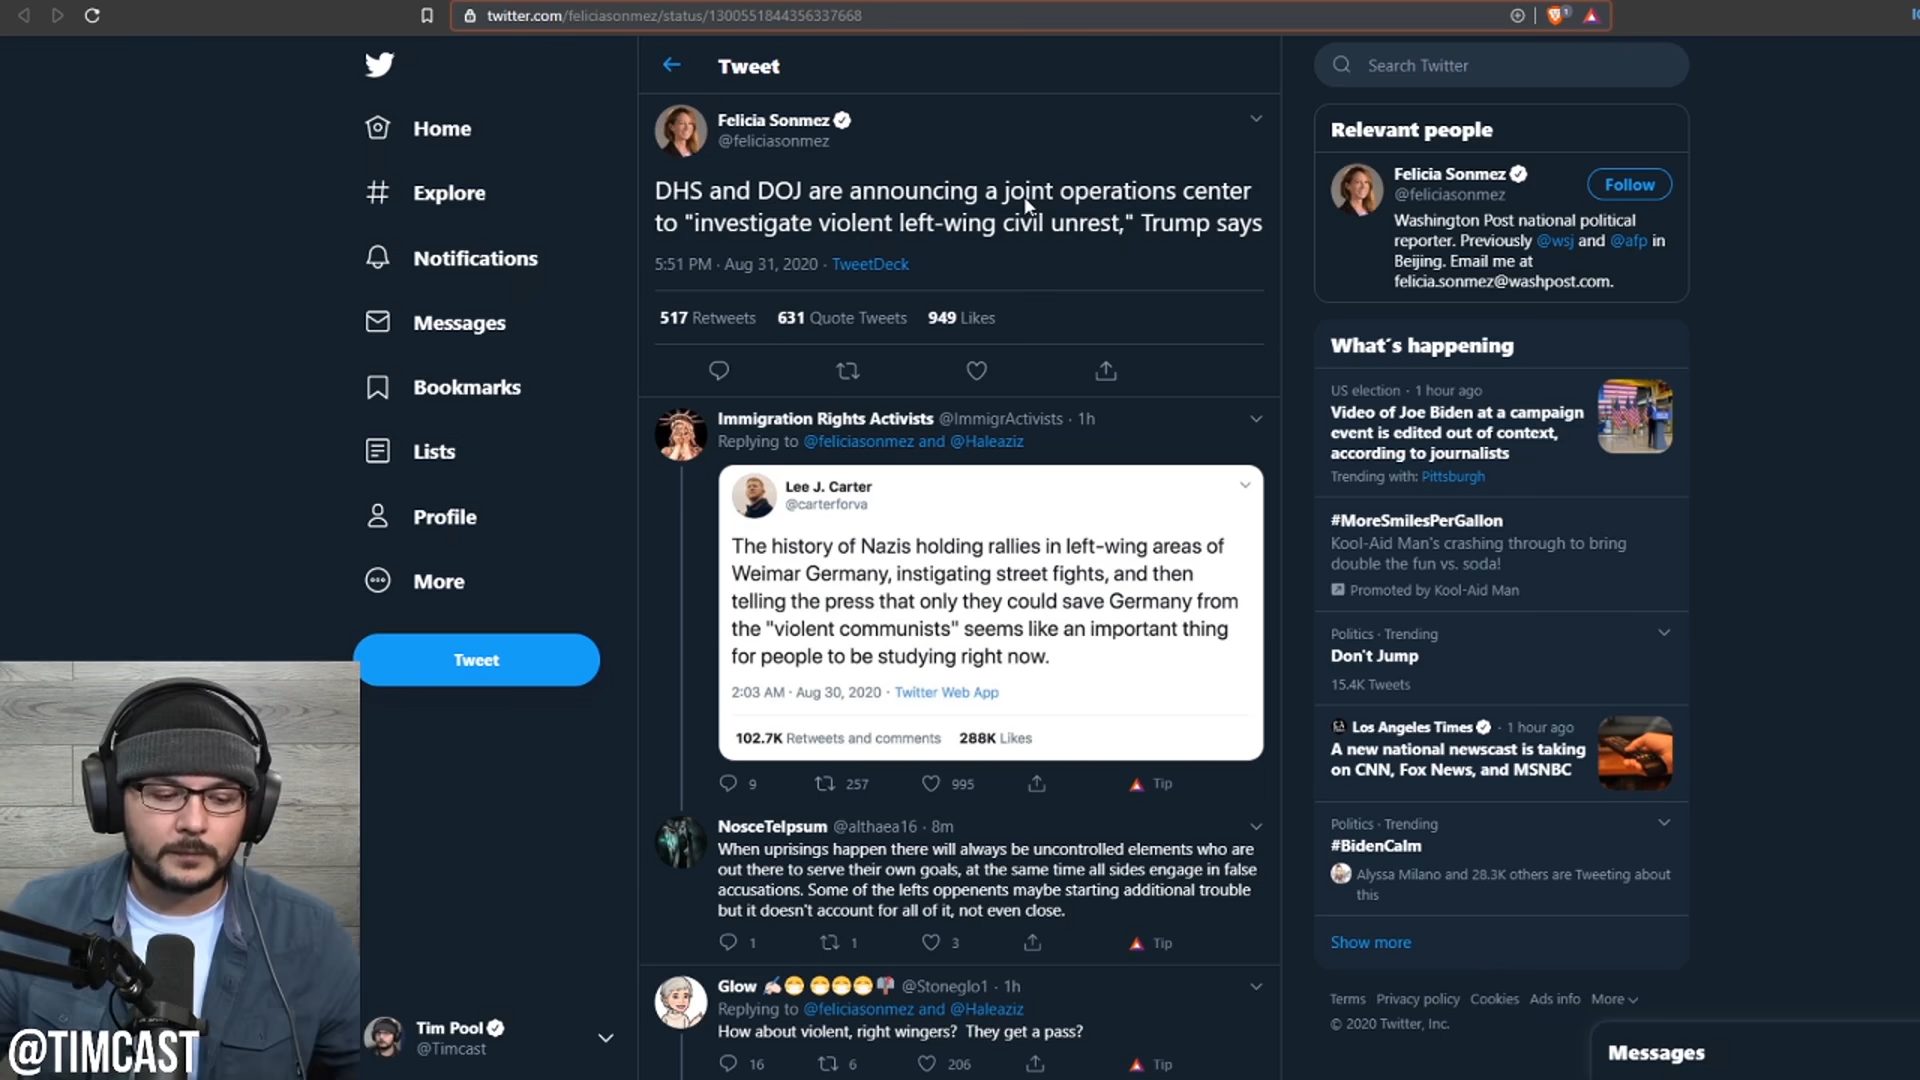 twitter.com/feliciasonmez/status/1300551844356337668
1
Home
Explore
Notifications
Messages
Bookmarks
Lists
Profile
More
Tweet
Tim Pool
@Timcast
@TIMCAST
Tweet
Felicia Sonmez
@feliciasonmez
DHS and DOJ are announcing a joint operations center
to "investigate violent left-wing civil unrest," Trump says
5:51 PM · Aug 31, 2020 · TweetDeck
517 Retweets 631 Quote Tweets 949 Likes
Immigration Rights Activists @ImmigrActivists · 1h
Replying to @feliciasonmez and @Haleaziz
Lee J. Carter
@carterforva
The history of Nazis holding rallies in left-wing areas of
Weimar Germany, instigating street fights, and then
telling the press that only they could save Germany from
the "violent communists" seems like an important thing
for people to be studying right now.
2:03 AM · Aug 30, 2020 · Twitter Web App
102.7K Retweets and comments 288K Likes
9 257 995 Tip
NosceTeIpsum @althaea16 · 8m
When uprisings happen there will always be uncontrolled elements who are
out there to serve their own goals, at the same time all sides engage in false
accusations. Some of the lefts oppenents maybe starting additional trouble
but it doesn't account for all of it, not even close.
1 1 3 Tip
Glow ✍🏻😷 😷😷😷📬 @Stoneglo1 · 1h
Replying to @feliciasonmez and @Haleaziz
How about violent, right wingers? They get a pass?
16 6 206 Tip
Search Twitter
Relevant people
Felicia Sonmez
@feliciasonmez
Follow
Washington Post national political
reporter. Previously @wsj and @afp in
Beijing. Email me at
felicia.sonmez@washpost.com.
What´s happening
US election · 1 hour ago
Video of Joe Biden at a campaign
event is edited out of context,
according to journalists
Trending with: Pittsburgh
#MoreSmilesPerGallon
Kool-Aid Man's crashing through to bring
double the fun vs. soda!
Promoted by Kool-Aid Man
Politics · Trending
Don't Jump
15.4K Tweets
Los Angeles Times · 1 hour ago
A new national newscast is taking
on CNN, Fox News, and MSNBC
Politics · Trending
#BidenCalm
Alyssa Milano and 28.3K others are Tweeting about
this
Show more
Terms Privacy policy Cookies Ads info More
© 2020 Twitter, Inc.
Messages